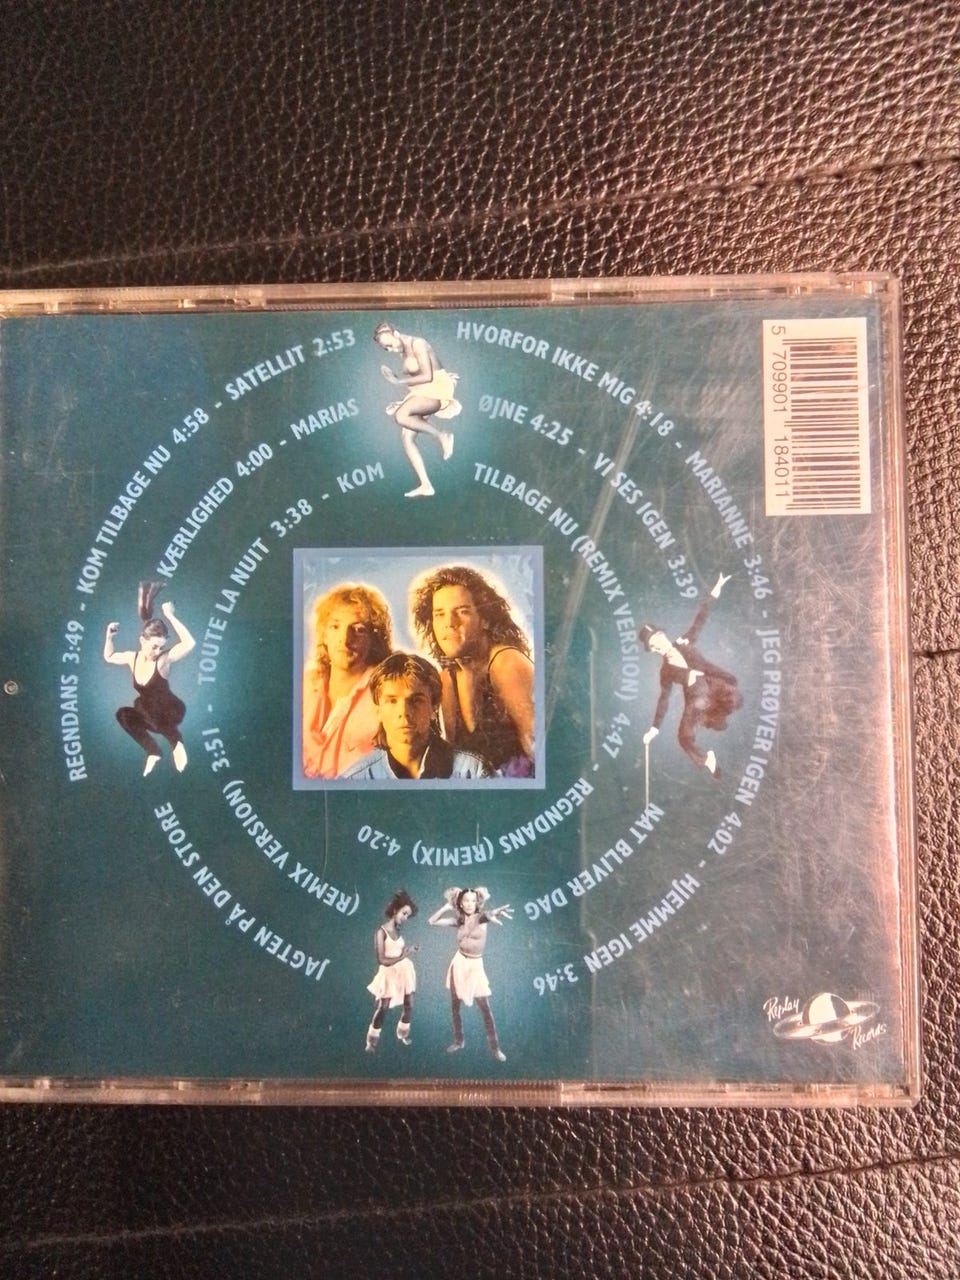 REGNDANS 3:49 - KOM TILBAGE NU 4:58 - SATELLIT 2:53 HVORFOR IKKE MIG 4:18 - MARIANNE 3:46 - JEG PRØVER IGEN 4:02 - HJEMME IGEN 3:46
JAGTEN PÅ DEN STORE KÆRLIGHED 4:00 - MARIAS ØJNE 4:25 - VI SES IGEN 3:39 NAT BLIVER DAG
(REMIX VERSION) 3:51 - TOUTE LA NUIT 3:38 - KOM TILBAGE NU (REMIX VERSION) 4:47 - REGNDANS (REMIX) 4:20
5 709901 184011
Replay Records